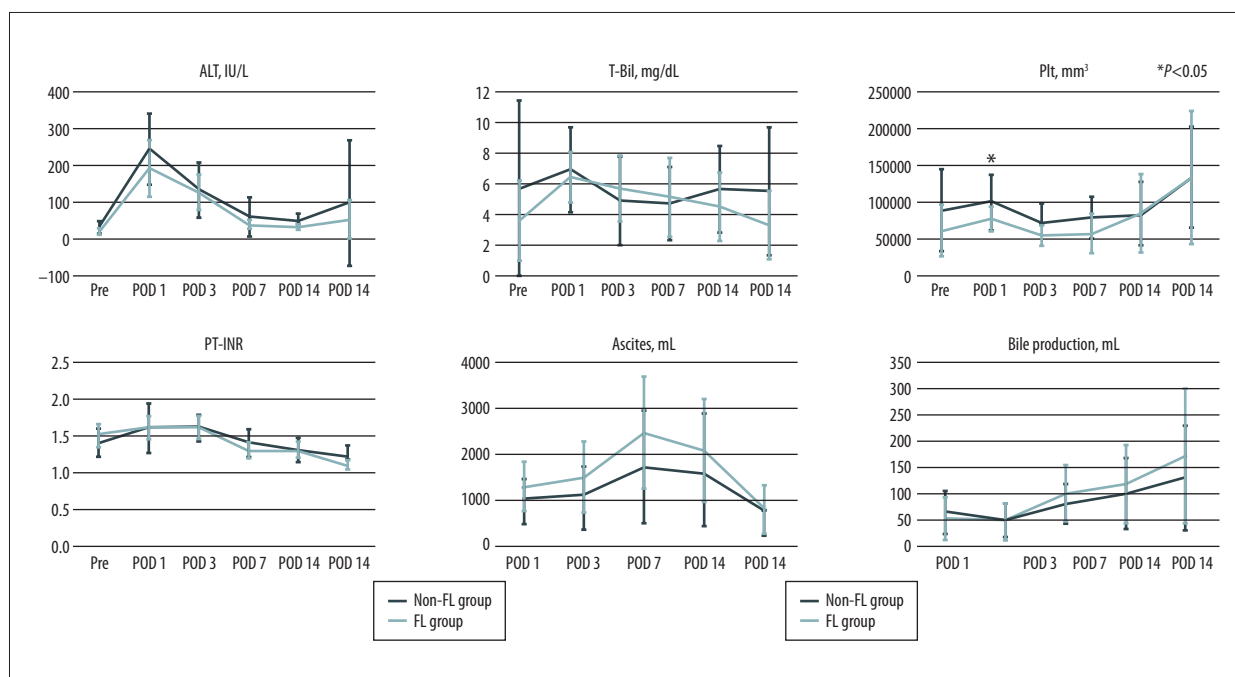 ALT, IU/L
400
300
200
100
0
–100
Pre POD 1 POD 3 POD 7 POD 14 POD 14
T-Bil, mg/dL
12
10
8
6
4
2
0
Pre POD 1 POD 3 POD 7 POD 14 POD 14
Plt, mm³ *P<0.05
250000
200000
150000
100000
50000
0
*
Pre POD 1 POD 3 POD 7 POD 14 POD 14
PT-INR
2.5
2.0
1.5
1.0
0.5
0.0
Pre POD 1 POD 3 POD 7 POD 14 POD 14
Ascites, mL
4000
3000
2000
1000
0
POD 1 POD 3 POD 7 POD 14 POD 14
Bile production, mL
350
300
250
200
150
100
50
0
POD 1 POD 3 POD 7 POD 14 POD 14
Non-FL group
FL group
Non-FL group
FL group